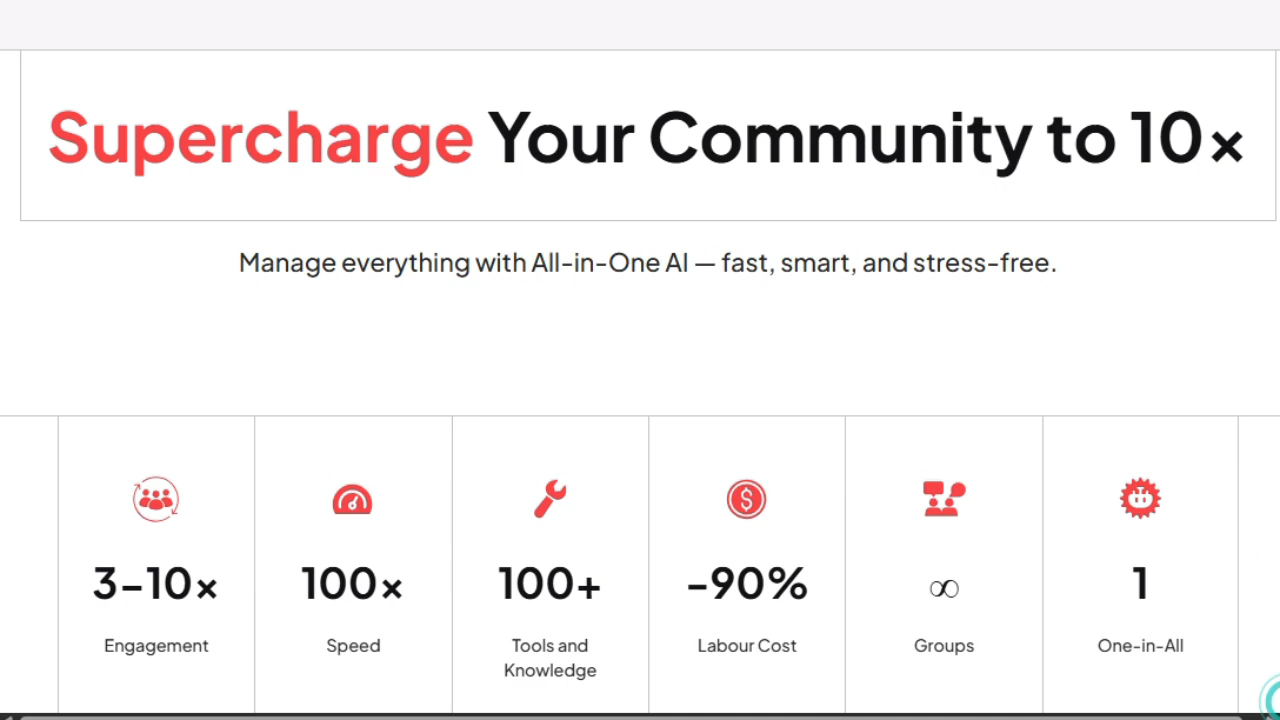 Supercharge Your Community to 10×
Manage everything with All-in-One AI — fast, smart, and stress-free.
3–10×
Engagement
100×
Speed
100+
Tools and
Knowledge
-90%
Labour Cost
∞
Groups
1
One-in-All